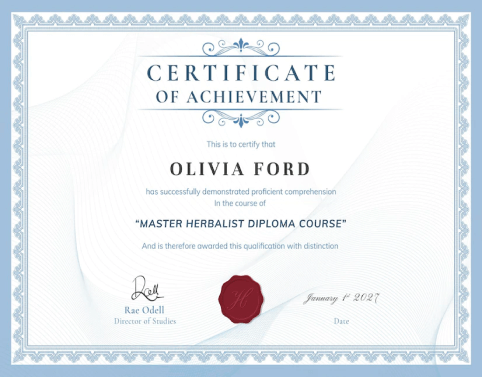 CERTIFICATE
OF ACHIEVEMENT
This is to certify that
OLIVIA FORD
has successfully demonstrated proficient comprehension
In the course of
“MASTER HERBALIST DIPLOMA COURSE”
And is therefore awarded this qualification with distinction
Rae Odell
Director of Studies
January 1st 2027
Date